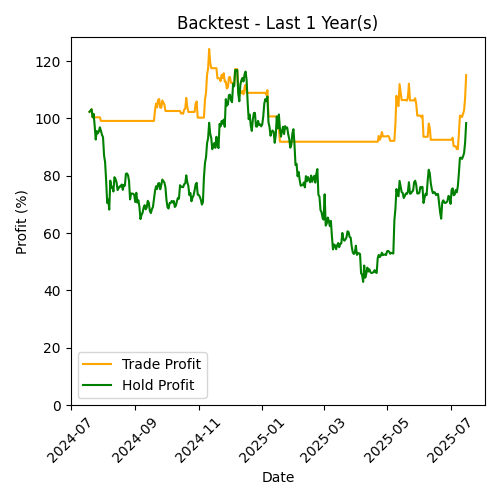 Backtest - Last 1 Year(s)
Profit (%)
120
100
80
60
40
20
0
Trade Profit
Hold Profit
2024-07
2024-09
2024-11
2025-01
2025-03
2025-05
2025-07
Date